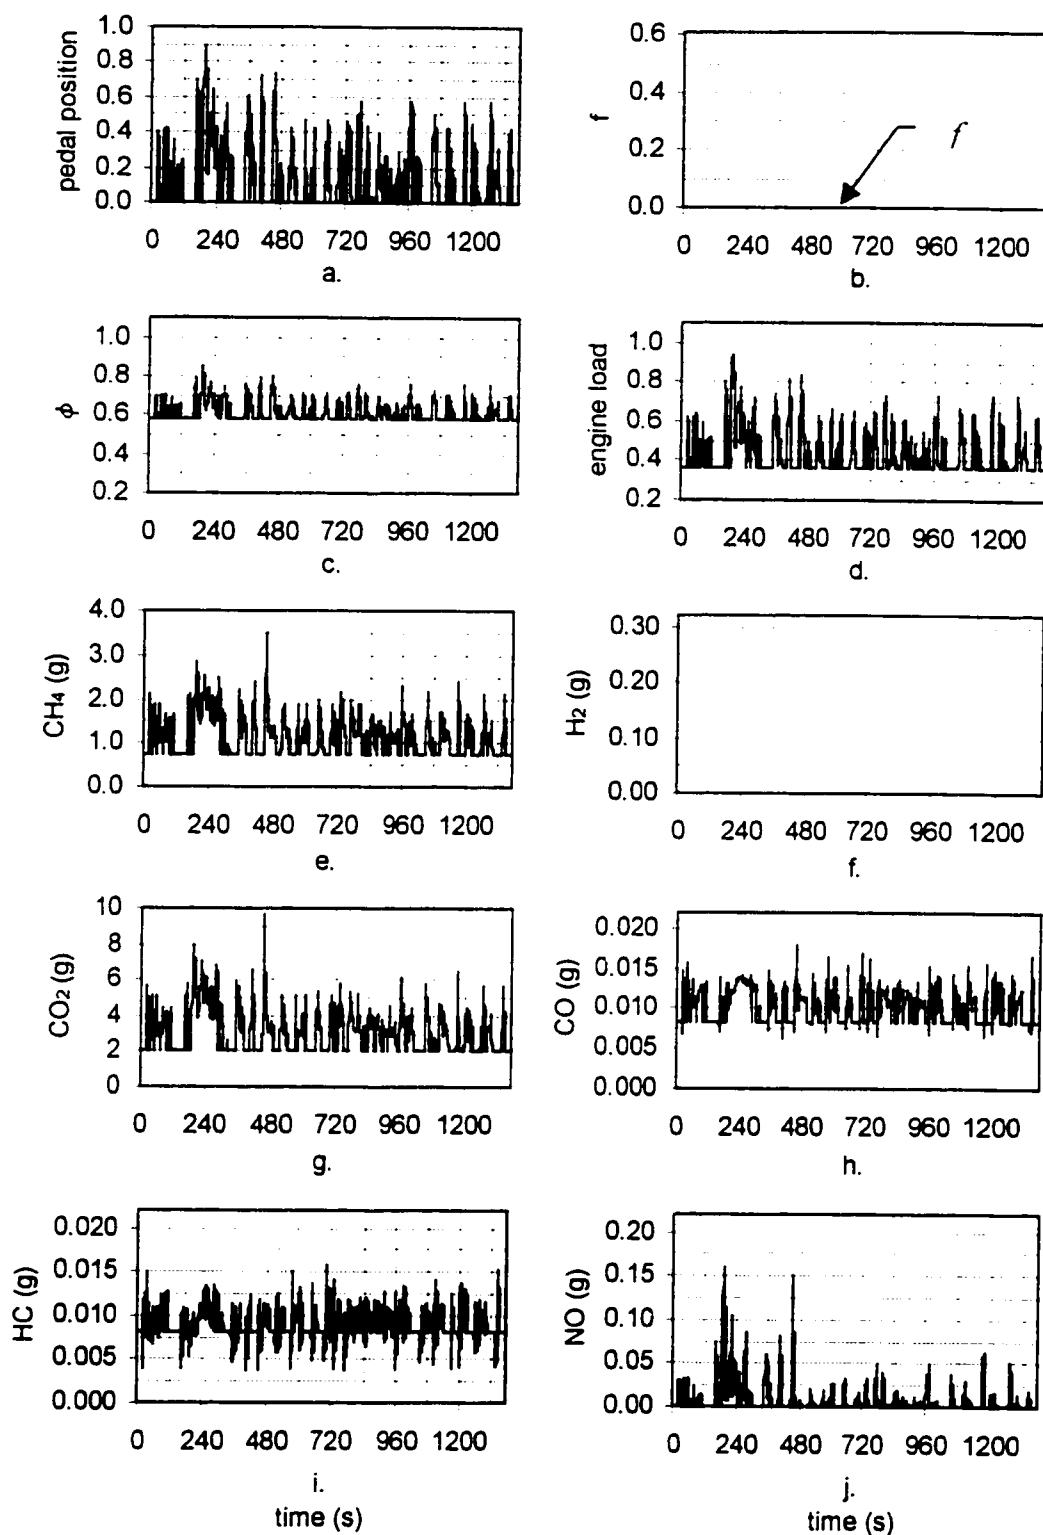 pedal position
1.0
0.8
0.6
0.4
0.2
0.0
0 240 480 720 960 1200
a.
f
0.6
0.4
0.2
0.0
f
0 240 480 720 960 1200
b.
ϕ
1.0
0.8
0.6
0.4
0.2
0 240 480 720 960 1200
c.
engine load
1.0
0.8
0.6
0.4
0.2
0 240 480 720 960 1200
d.
CH₄ (g)
4.0
3.0
2.0
1.0
0.0
0 240 480 720 960 1200
e.
H₂ (g)
0.30
0.20
0.10
0.00
0 240 480 720 960 1200
f.
CO₂ (g)
10
8
6
4
2
0
0 240 480 720 960 1200
g.
CO (g)
0.020
0.015
0.010
0.005
0.000
0 240 480 720 960 1200
h.
HC (g)
0.020
0.015
0.010
0.005
0.000
0 240 480 720 960 1200
i.
time (s)
NO (g)
0.20
0.15
0.10
0.05
0.00
0 240 480 720 960 1200
j.
time (s)